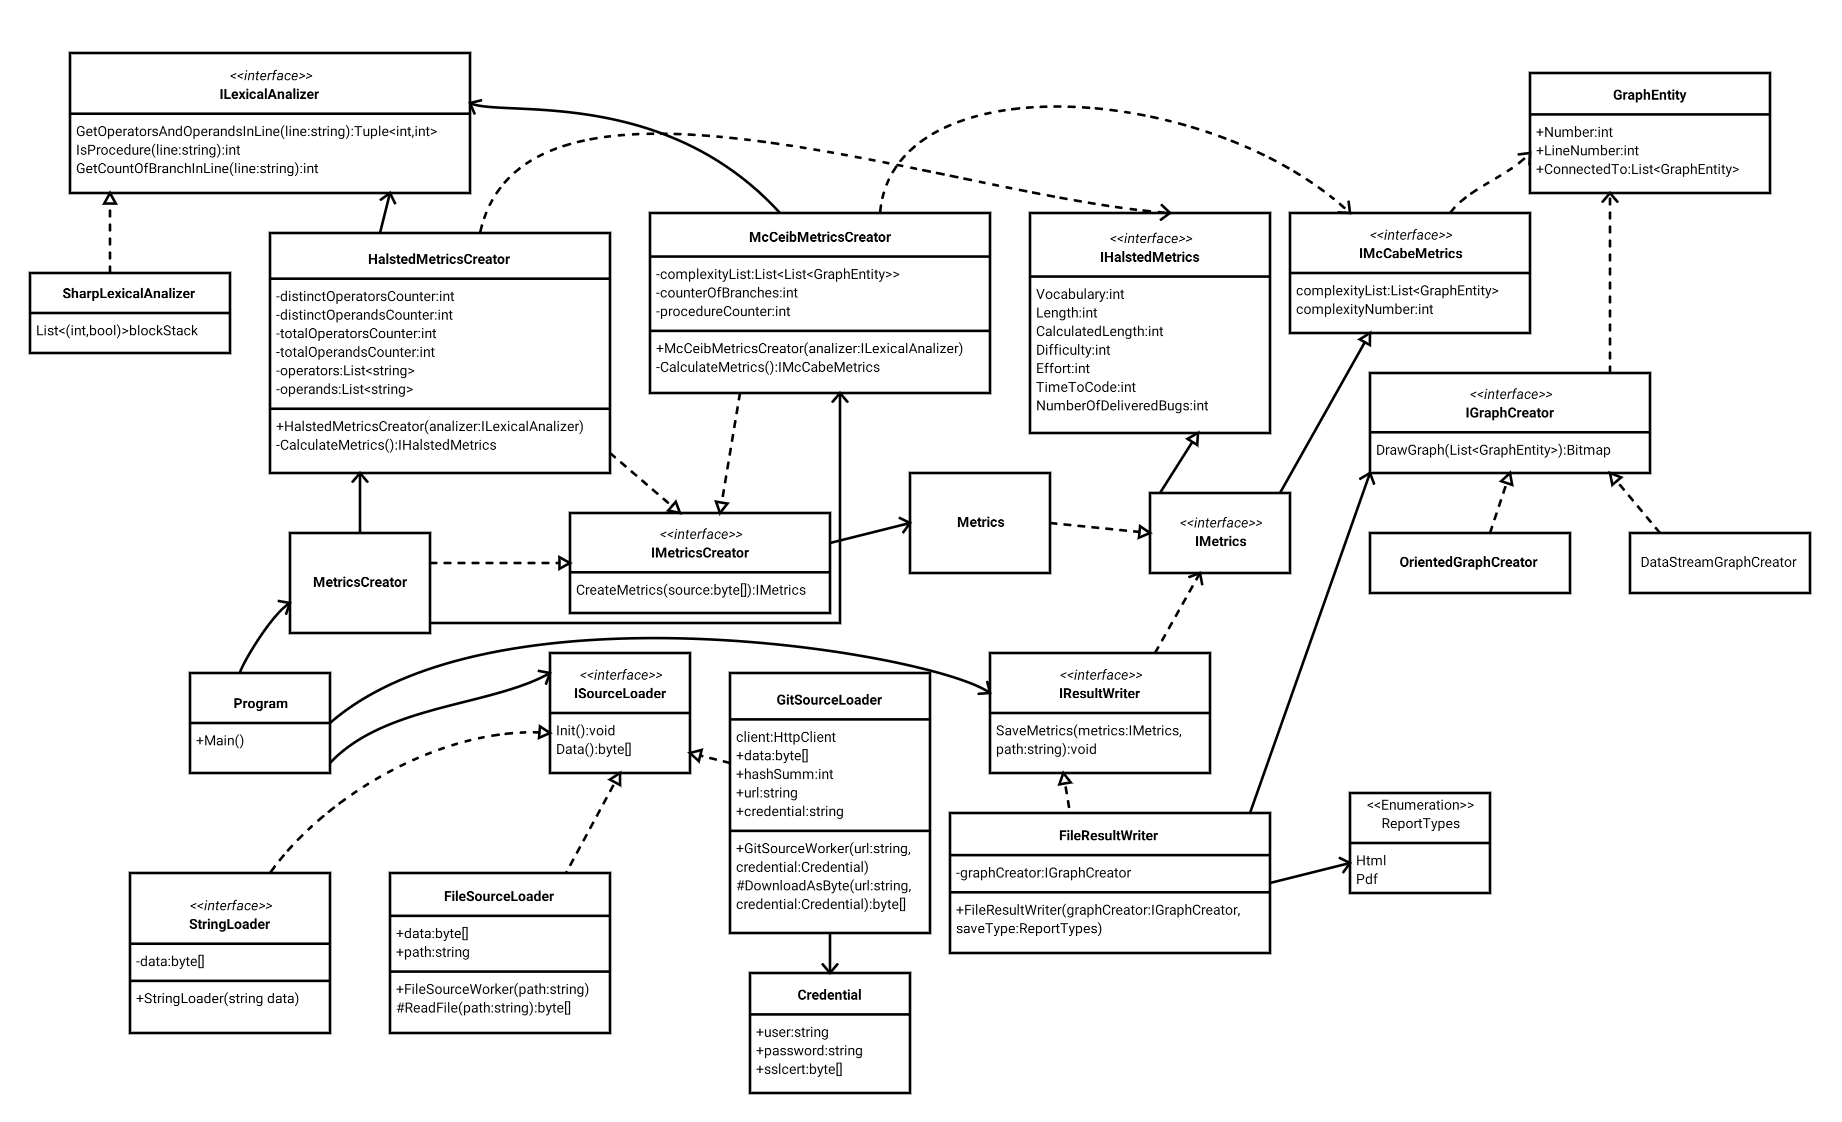 <<interface>>
ILexicalAnalizer
GetOperatorsAndOperandsInLine(line:string):Tuple<int,int>
IsProcedure(line:string):int
GetCountOfBranchInLine(line:string):int
GraphEntity
+Number:int
+LineNumber:int
+ConnectedTo:List<GraphEntity>
SharpLexicalAnalizer
List<(int,bool)>blockStack
HalstedMetricsCreator
-distinctOperatorsCounter:int
-distinctOperandsCounter:int
-totalOperatorsCounter:int
-totalOperandsCounter:int
-operators:List<string>
-operands:List<string>
+HalstedMetricsCreator(analizer:ILexicalAnalizer)
-CalculateMetrics():IHalstedMetrics
McCeibMetricsCreator
-complexityList:List<List<GraphEntity>>
-counterOfBranches:int
-procedureCounter:int
+McCeibMetricsCreator(analizer:ILexicalAnalizer)
-CalculateMetrics():IMcCabeMetrics
<<interface>>
IHalstedMetrics
Vocabulary:int
Length:int
CalculatedLength:int
Difficulty:int
Effort:int
TimeToCode:int
NumberOfDeliveredBugs:int
<<interface>>
IMcCabeMetrics
complexityList:List<GraphEntity>
complexityNumber:int
<<interface>>
IGraphCreator
DrawGraph(List<GraphEntity>):Bitmap
MetricsCreator
<<interface>>
IMetricsCreator
CreateMetrics(source:byte[]):IMetrics
Metrics
<<interface>>
IMetrics
OrientedGraphCreator
DataStreamGraphCreator
Program
+Main()
<<interface>>
ISourceLoader
Init():void
Data():byte[]
GitSourceLoader
client:HttpClient
+data:byte[]
+hashSumm:int
+url:string
+credential:string
+GitSourceWorker(url:string,
credential:Credential)
#DownloadAsByte(url:string,
credential:Credential):byte[]
<<interface>>
IResultWriter
SaveMetrics(metrics:IMetrics,
path:string):void
FileResultWriter
-graphCreator:IGraphCreator
+FileResultWriter(graphCreator:IGraphCreator,
saveType:ReportTypes)
<<Enumeration>>
ReportTypes
Html
Pdf
<<interface>>
StringLoader
-data:byte[]
+StringLoader(string data)
FileSourceLoader
+data:byte[]
+path:string
+FileSourceWorker(path:string)
#ReadFile(path:string):byte[]
Credential
+user:string
+password:string
+sslcert:byte[]